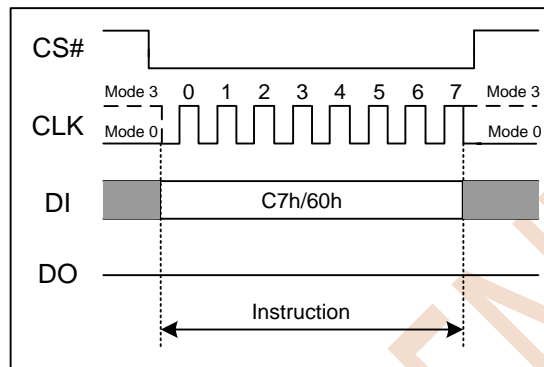 CS#
Mode 3 0 1 2 3 4 5 6 7 Mode 3
CLK
Mode 0 Mode 0
DI C7h/60h
DO
Instruction